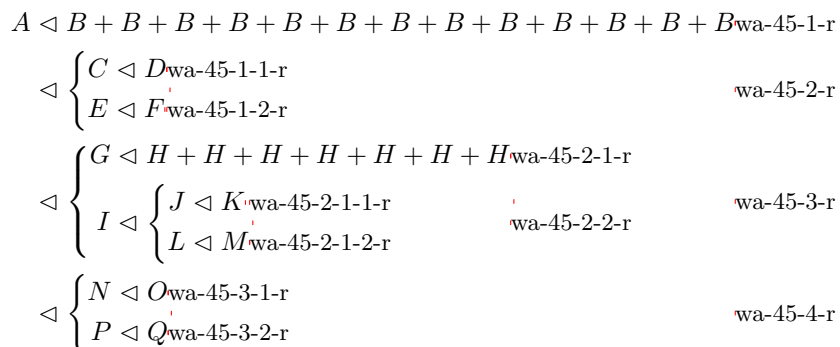 A ⊲ B + B + B + B + B + B + B + B + B + B + B + B + B wa-45-1-r
C ⊲ D wa-45-1-1-r
⊲ { wa-45-2-r
E ⊲ F wa-45-1-2-r
G ⊲ H + H + H + H + H + H + H wa-45-2-1-r
J ⊲ K wa-45-2-1-1-r
⊲ { wa-45-3-r
I ⊲ { wa-45-2-2-r
L ⊲ M wa-45-2-1-2-r
N ⊲ O wa-45-3-1-r
⊲ { wa-45-4-r
P ⊲ Q wa-45-3-2-r